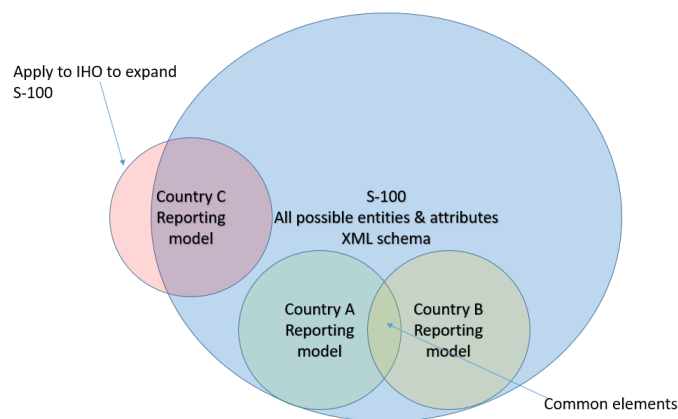 Apply to IHO to expand
S-100
Country C
Reporting
model
S-100
All possible entities & attributes
XML schema
Country A
Reporting
model
Country B
Reporting
model
Common elements